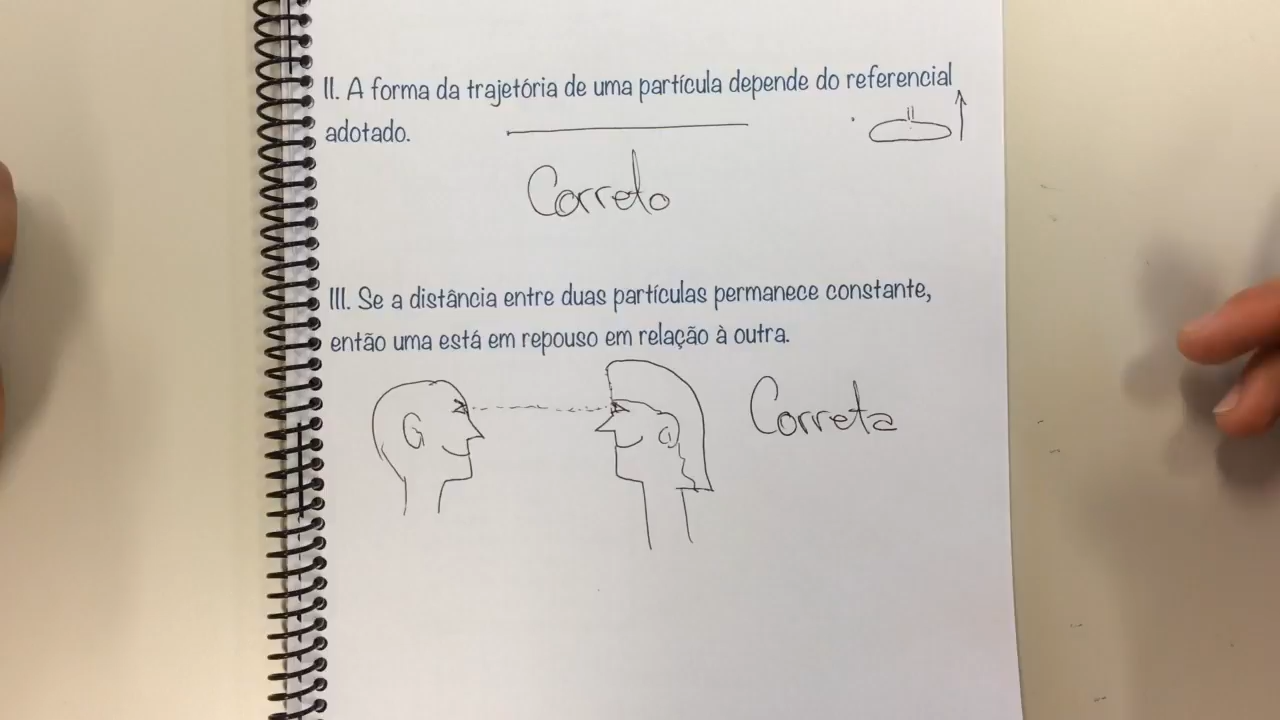 II. A forma da trajetória de uma partícula depende do referencial
adotado.
Correto
III. Se a distância entre duas partículas permanece constante,
então uma está em repouso em relação à outra.
Correta